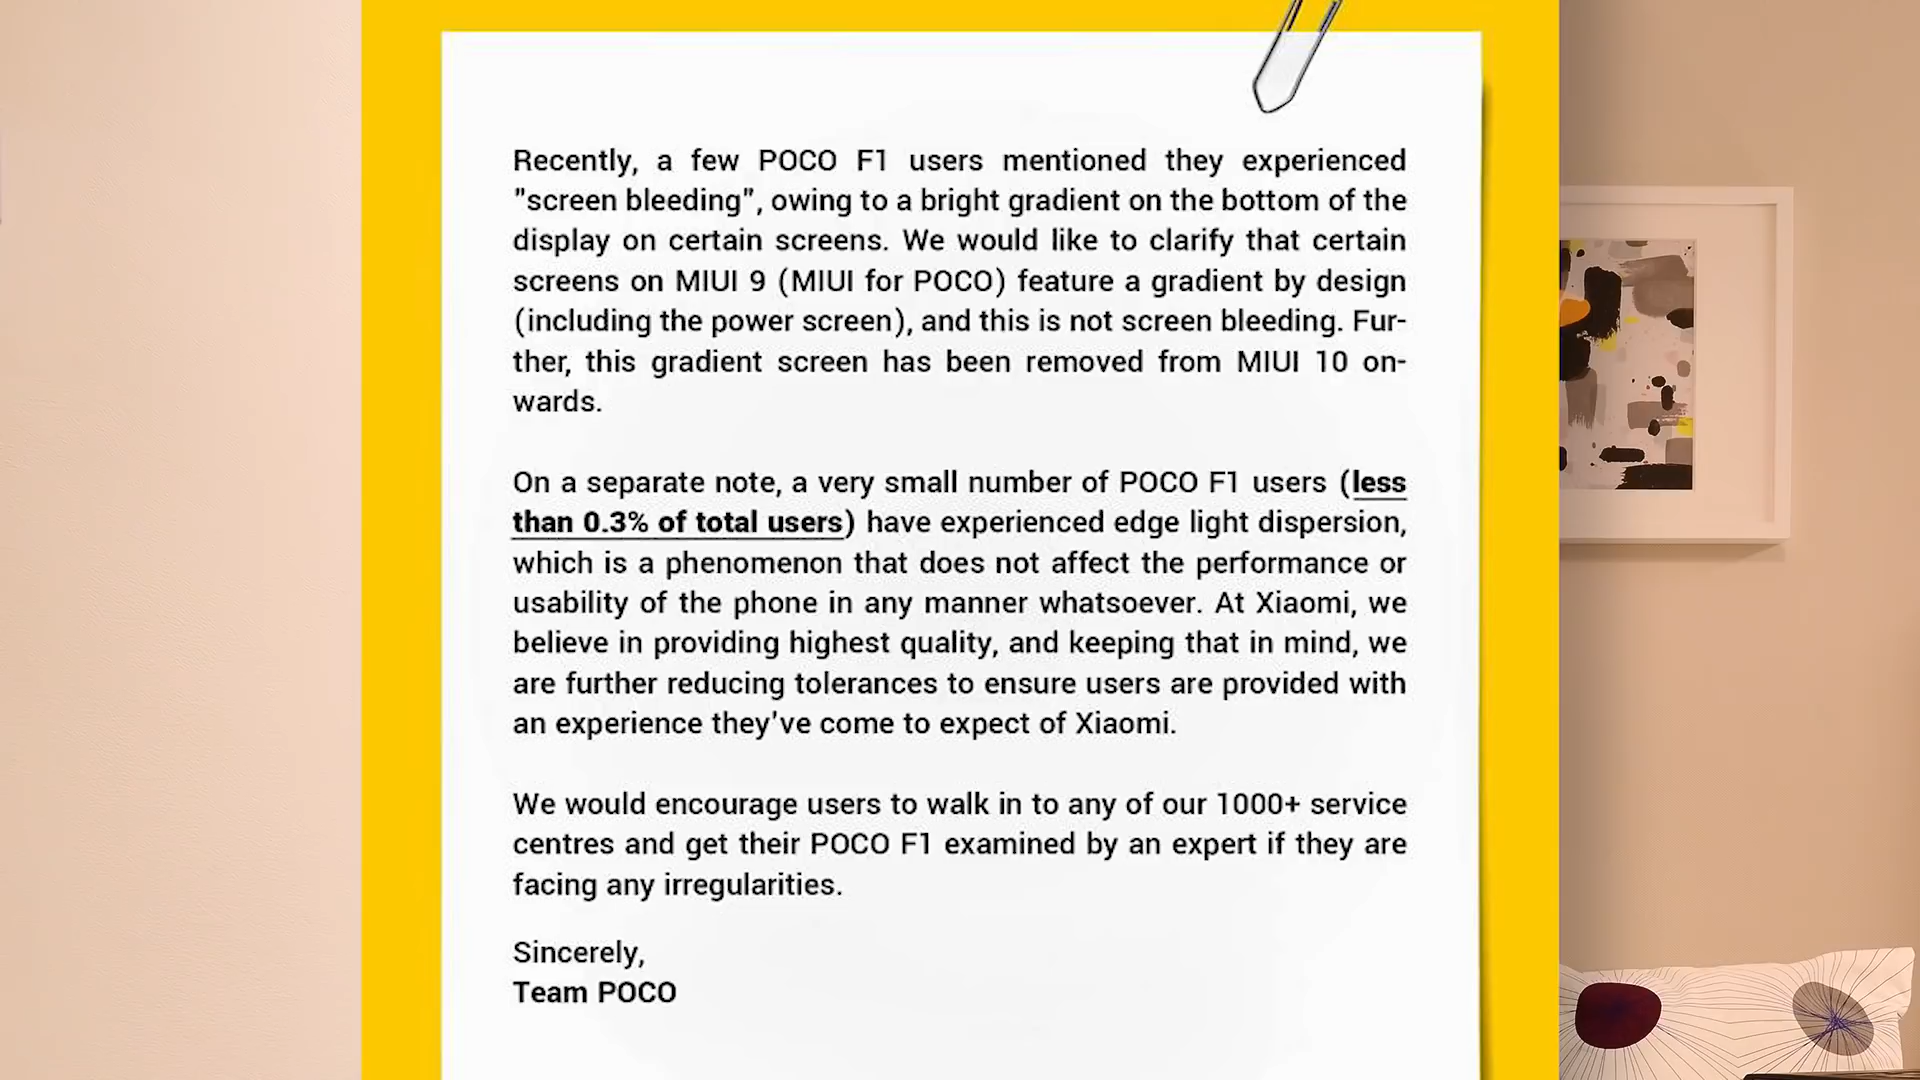 Recently, a few POCO F1 users mentioned they experienced
"screen bleeding", owing to a bright gradient on the bottom of the
display on certain screens. We would like to clarify that certain
screens on MIUI 9 (MIUI for POCO) feature a gradient by design
(including the power screen), and this is not screen bleeding. Fur-
ther, this gradient screen has been removed from MIUI 10 on-
wards.
On a separate note, a very small number of POCO F1 users (less
than 0.3% of total users) have experienced edge light dispersion,
which is a phenomenon that does not affect the performance or
usability of the phone in any manner whatsoever. At Xiaomi, we
believe in providing highest quality, and keeping that in mind, we
are further reducing tolerances to ensure users are provided with
an experience they've come to expect of Xiaomi.
We would encourage users to walk in to any of our 1000+ service
centres and get their POCO F1 examined by an expert if they are
facing any irregularities.
Sincerely,
Team POCO